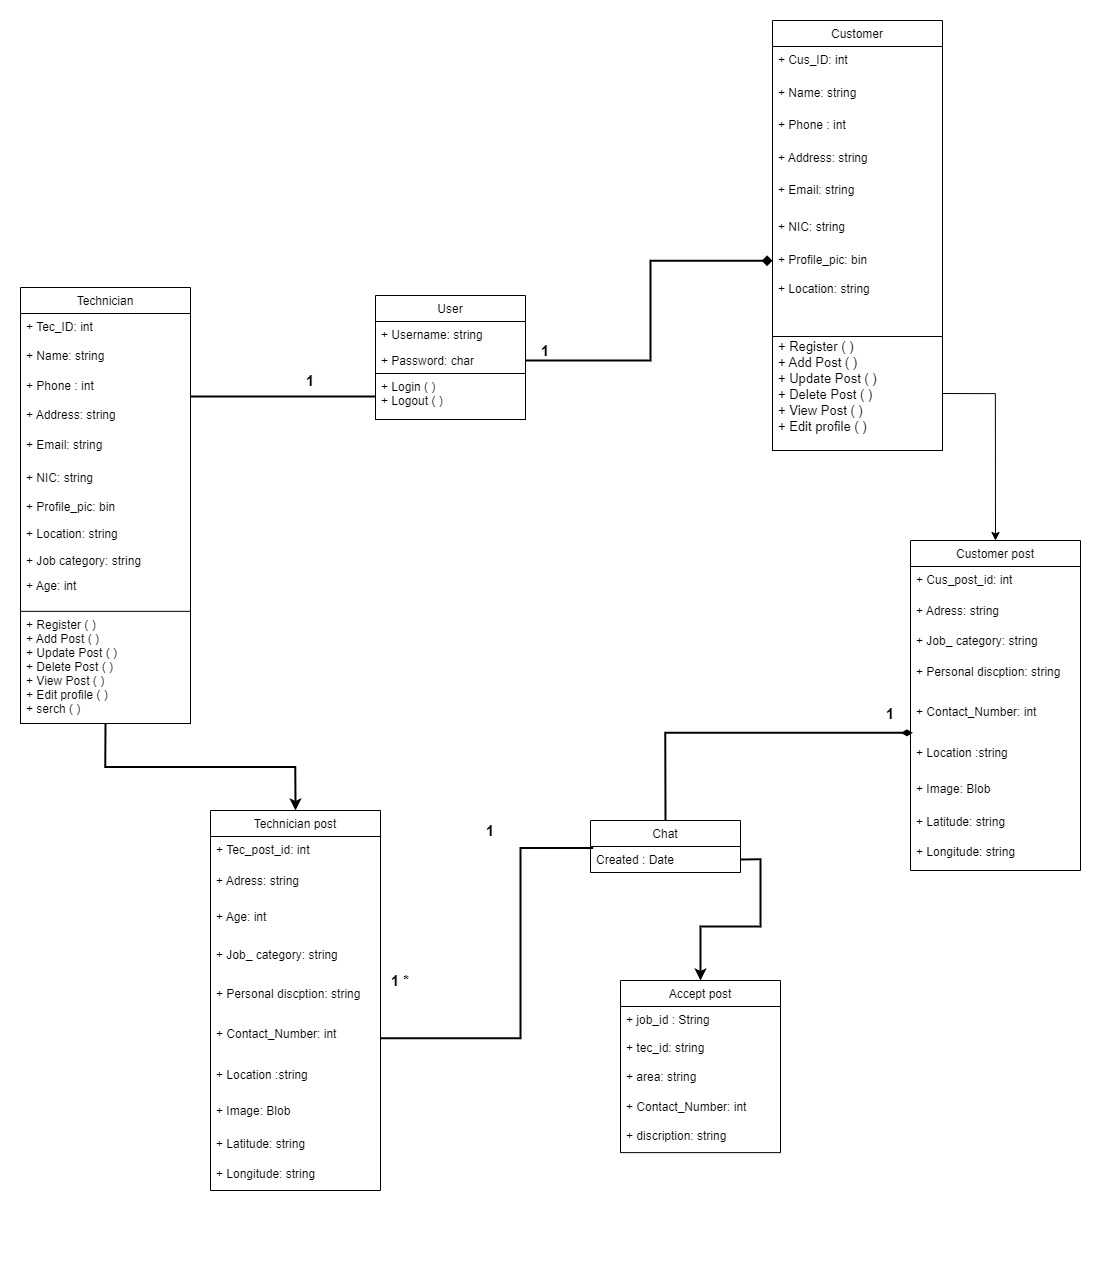 Customer
+ Cus_ID: int
+ Name: string
+ Phone : int
+ Address: string
+ Email: string
+ NIC: string
+ Profile_pic: bin
+ Location: string
+ Register ( )
+ Add Post ( )
+ Update Post ( )
+ Delete Post ( )
+ View Post ( )
+ Edit profile ( )
Technician
+ Tec_ID: int
+ Name: string
+ Phone : int
+ Address: string
+ Email: string
+ NIC: string
+ Profile_pic: bin
+ Location: string
+ Job category: string
+ Age: int
+ Register ( )
+ Add Post ( )
+ Update Post ( )
+ Delete Post ( )
+ View Post ( )
+ Edit profile ( )
+ serch ( )
1
User
+ Username: string
+ Password: char
+ Login ( )
+ Logout ( )
1
Customer post
+ Cus_post_id: int
+ Adress: string
+ Job_ category: string
+ Personal discption: string
+ Contact_Number: int
+ Location :string
+ Image: Blob
+ Latitude: string
+ Longitude: string
1
Technician post
+ Tec_post_id: int
+ Adress: string
+ Age: int
+ Job_ category: string
+ Personal discption: string
+ Contact_Number: int
+ Location :string
+ Image: Blob
+ Latitude: string
+ Longitude: string
1
1 *
Chat
Created : Date
Accept post
+ job_id : String
+ tec_id: string
+ area: string
+ Contact_Number: int
+ discription: string